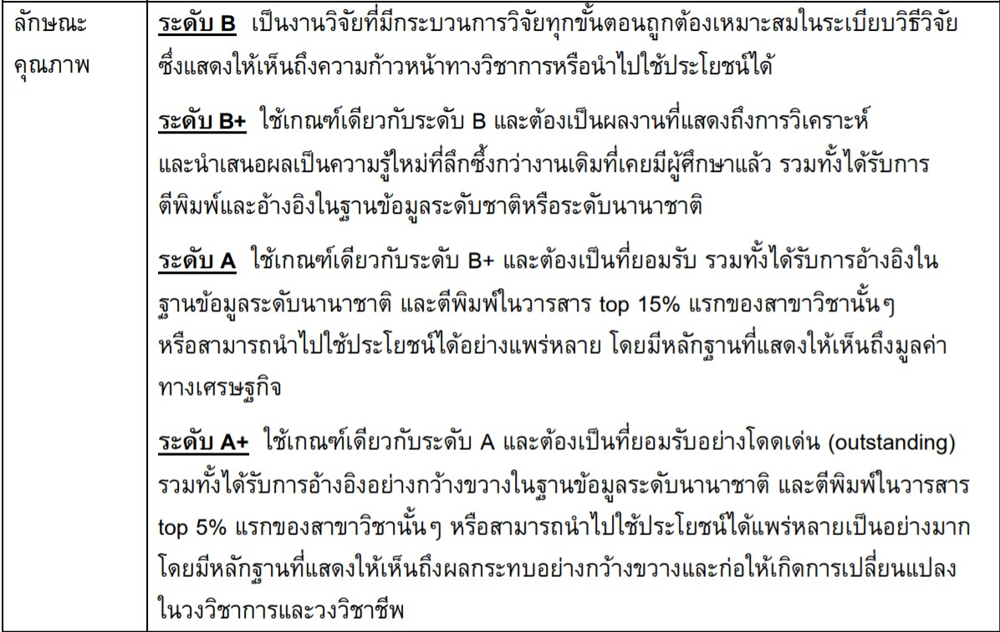 ลักษณะ
คุณภาพ
ระดับ B เป็นงานวิจัยที่มีกระบวนการวิจัยทุกขั้นตอนถูกต้องเหมาะสมในระเบียบวิธีวิจัย
ซึ่งแสดงให้เห็นถึงความก้าวหน้าทางวิชาการหรือนำไปใช้ประโยชน์ได้
ระดับ B+ ใช้เกณฑ์เดียวกับระดับ B และต้องเป็นผลงานที่แสดงถึงการวิเคราะห์
และนำเสนอผลเป็นความรู้ใหม่ที่ลึกซึ้งกว่างานเดิมที่เคยมีผู้ศึกษาแล้ว รวมทั้งได้รับการ
ตีพิมพ์และอ้างอิงในฐานข้อมูลระดับชาติหรือระดับนานาชาติ
ระดับ A ใช้เกณฑ์เดียวกับระดับ B+ และต้องเป็นที่ยอมรับ รวมทั้งได้รับการอ้างอิงใน
ฐานข้อมูลระดับนานาชาติ และตีพิมพ์ในวารสาร top 15% แรกของสาขาวิชานั้นๆ
หรือสามารถนำไปใช้ประโยชน์ได้อย่างแพร่หลาย โดยมีหลักฐานที่แสดงให้เห็นถึงมูลค่า
ทางเศรษฐกิจ
ระดับ A+ ใช้เกณฑ์เดียวกับระดับ A และต้องเป็นที่ยอมรับอย่างโดดเด่น (outstanding)
รวมทั้งได้รับการอ้างอิงอย่างกว้างขวางในฐานข้อมูลระดับนานาชาติ และตีพิมพ์ในวารสาร
top 5% แรกของสาขาวิชานั้นๆ หรือสามารถนำไปใช้ประโยชน์ได้แพร่หลายเป็นอย่างมาก
โดยมีหลักฐานที่แสดงให้เห็นถึงผลกระทบอย่างกว้างขวางและก่อให้เกิดการเปลี่ยนแปลง
ในวงวิชาการและวงวิชาชีพ